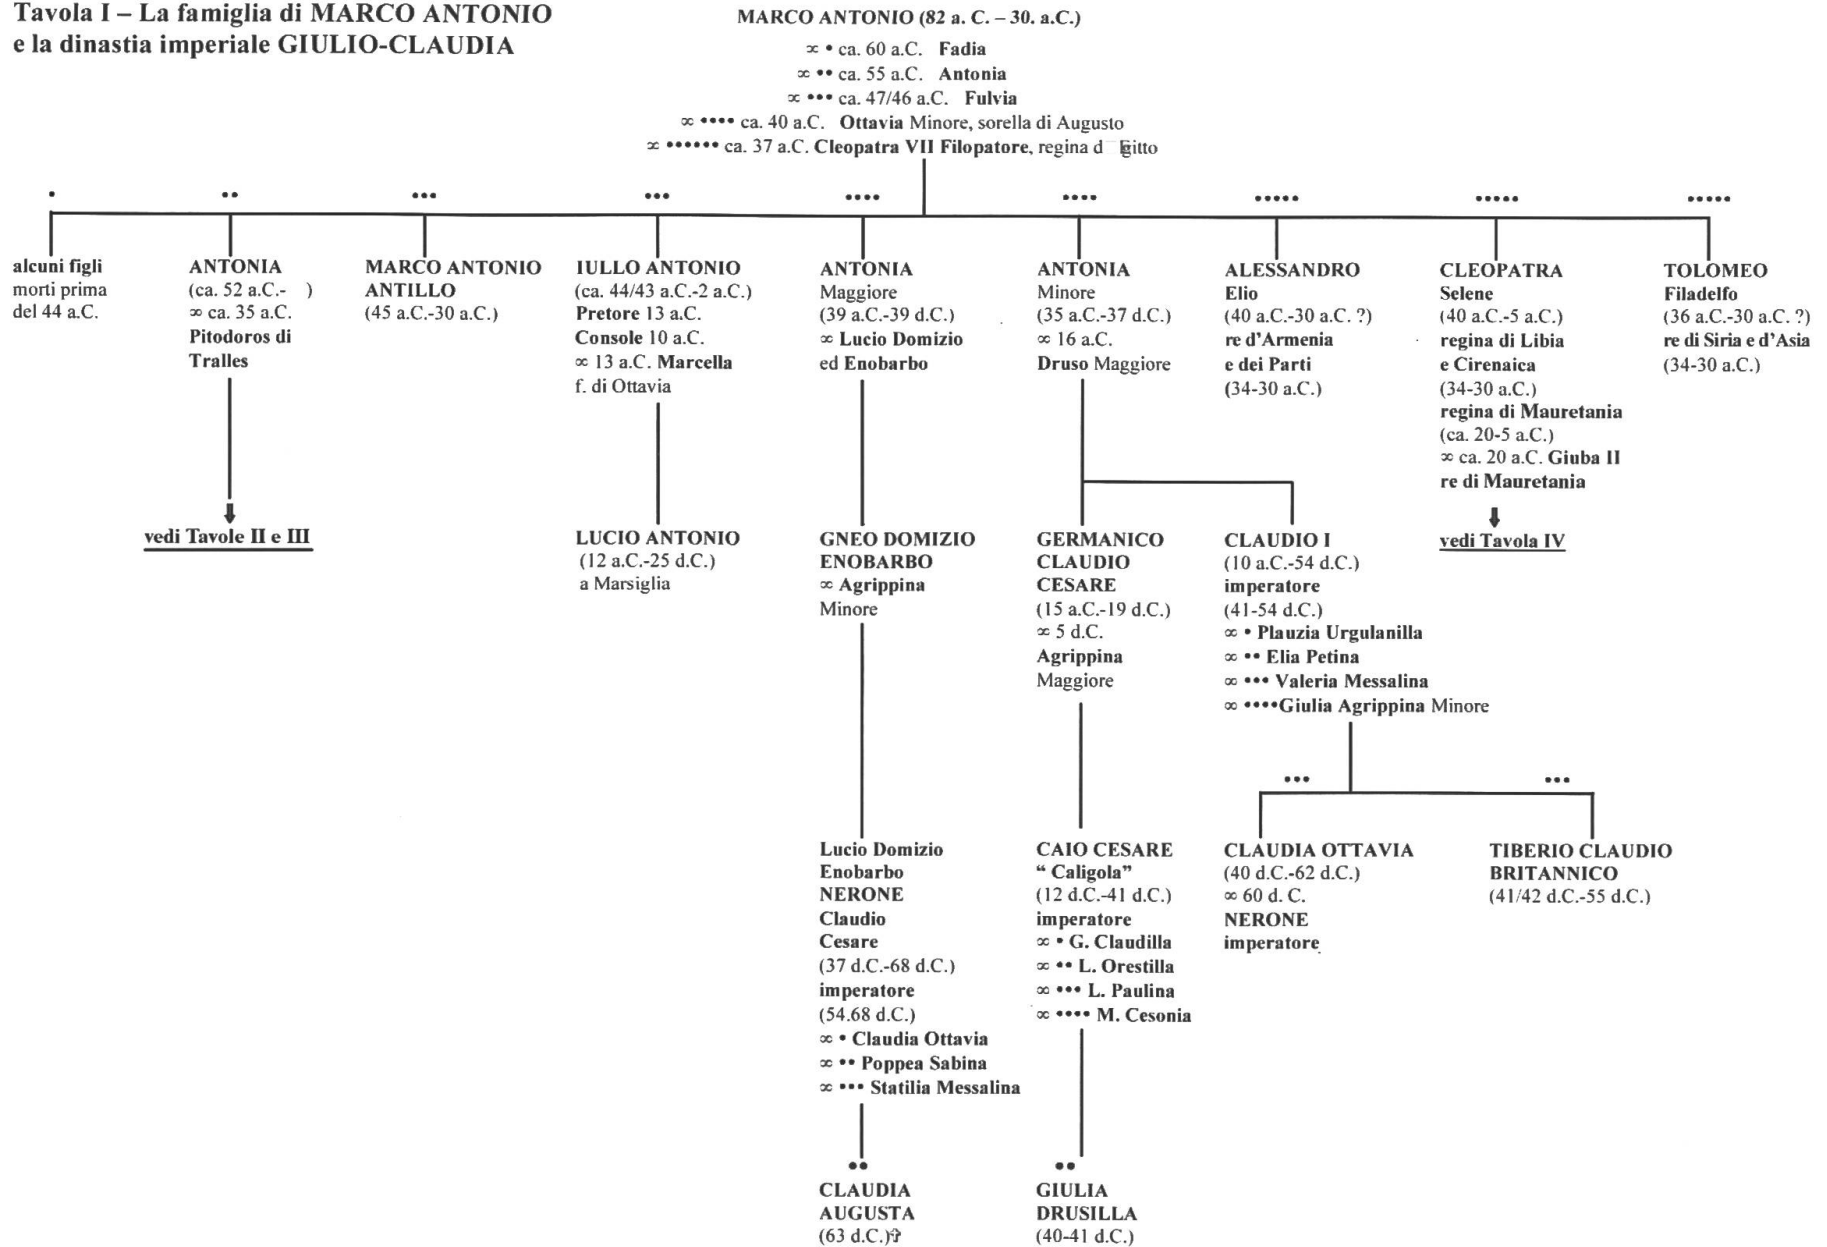 Tavola I – La famiglia di MARCO ANTONIO
e la dinastia imperiale GIULIO-CLAUDIA
MARCO ANTONIO (82 a. C. – 30. a.C.)
∞ • ca. 60 a.C. Fadia
∞ •• ca. 55 a.C. Antonia
∞ ••• ca. 47/46 a.C. Fulvia
∞ •••• ca. 40 a.C. Ottavia Minore, sorella di Augusto
∞ •••••• ca. 37 a.C. Cleopatra VII Filopatore, regina d Egitto
•
••
•••
•••
••••
••••
•••••
•••••
•••••
alcuni figli
morti prima
del 44 a.C.
ANTONIA
(ca. 52 a.C.- )
∞ ca. 35 a.C.
Pitodoros di
Tralles
vedi Tavole II e III
MARCO ANTONIO
ANTILLO
(45 a.C.-30 a.C.)
IULLO ANTONIO
(ca. 44/43 a.C.-2 a.C.)
Pretore 13 a.C.
Console 10 a.C.
∞ 13 a.C. Marcella
f. di Ottavia
LUCIO ANTONIO
(12 a.C.-25 d.C.)
a Marsiglia
ANTONIA
Maggiore
(39 a.C.-39 d.C.)
∞ Lucio Domizio
ed Enobarbo
GNEO DOMIZIO
ENOBARBO
∞ Agrippina
Minore
Lucio Domizio
Enobarbo
NERONE
Claudio
Cesare
(37 d.C.-68 d.C.)
imperatore
(54.68 d.C.)
∞ • Claudia Ottavia
∞ •• Poppea Sabina
∞ ••• Statilia Messalina
••
CLAUDIA
AUGUSTA
(63 d.C.)✞
ANTONIA
Minore
(35 a.C.-37 d.C.)
∞ 16 a.C.
Druso Maggiore
GERMANICO
CLAUDIO
CESARE
(15 a.C.-19 d.C.)
∞ 5 d.C.
Agrippina
Maggiore
CAIO CESARE
“ Caligola”
(12 d.C.-41 d.C.)
imperatore
∞ • G. Claudilla
∞ •• L. Orestilla
∞ ••• L. Paulina
∞ •••• M. Cesonia
••
GIULIA
DRUSILLA
(40-41 d.C.)
CLAUDIO I
(10 a.C.-54 d.C.)
imperatore
(41-54 d.C.)
∞ • Plauzia Urgulanilla
∞ •• Elia Petina
∞ ••• Valeria Messalina
∞ ••••Giulia Agrippina Minore
•••
•••
CLAUDIA OTTAVIA
(40 d.C.-62 d.C.)
∞ 60 d. C.
NERONE
imperatore
TIBERIO CLAUDIO
BRITANNICO
(41/42 d.C.-55 d.C.)
ALESSANDRO
Elio
(40 a.C.-30 a.C. ?)
re d'Armenia
e dei Parti
(34-30 a.C.)
CLEOPATRA
Selene
(40 a.C.-5 a.C.)
regina di Libia
e Cirenaica
(34-30 a.C.)
regina di Mauretania
(ca. 20-5 a.C.)
∞ ca. 20 a.C. Giuba II
re di Mauretania
vedi Tavola IV
TOLOMEO
Filadelfo
(36 a.C.-30 a.C. ?)
re di Siria e d'Asia
(34-30 a.C.)